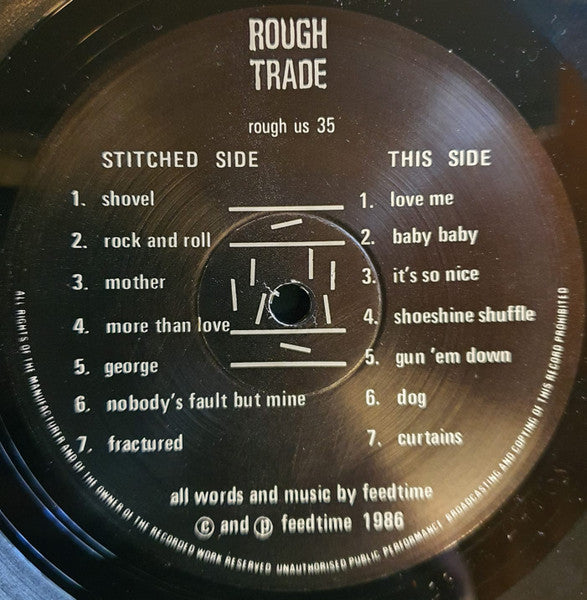 ROUGH
TRADE
rough us 35
STITCHED SIDE
1. shovel
2. rock and roll
3. mother
4. more than love
5. george
6. nobody's fault but mine
7. fractured
THIS SIDE
1. love me
2. baby baby
3. it's so nice
4. shoeshine shuffle
5. gun 'em down
6. dog
7. curtains
all words and music by feedtime
© and ℗ feedtime 1986
ALL RIGHTS OF THE MANUFACTURER AND OF THE OWNER OF THE RECORDED WORK RESERVED UNAUTHORISED PUBLIC PERFORMANCE BROADCASTING AND COPYING OF THIS RECORD PROHIBITED